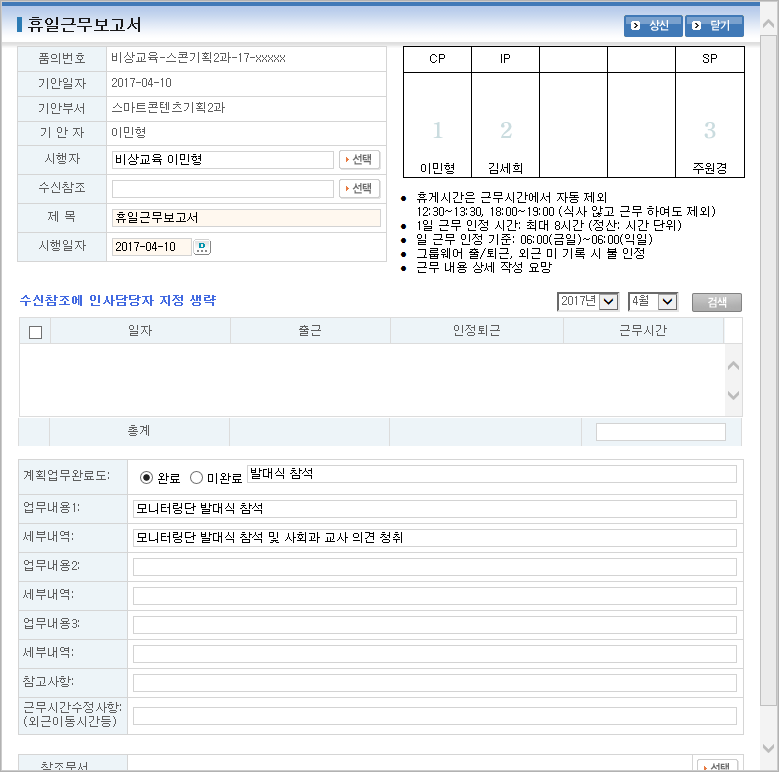 휴일근무보고서
상신
닫기
품의번호 비상교육-스콘기획2과-17-xxxxx
기안일자 2017-04-10
기안부서 스마트콘텐츠기획2과
기 안 자 이민형
시행자 비상교육 이민형 선택
수신참조 선택
제 목 휴일근무보고서
시행일자 2017-04-10
CP IP SP
1 2 3
이민형 김세희 주원경
휴게시간은 근무시간에서 자동 제외
12:30~13:30, 18:00~19:00 (식사 않고 근무 하여도 제외)
1일 근무 인정 시간: 최대 8시간 (정산: 시간 단위)
일 근무 인정 기준: 06:00(금일)~06:00(익일)
그룹웨어 출/퇴근, 외근 미 기록 시 불 인정
근무 내용 상세 작성 요망
수신참조에 인사담당자 지정 생략
2017년 4월 검색
일자 출근 인정퇴근 근무시간
총계
계획업무완료도: 완료 미완료 발대식 참석
업무내용1: 모니터링단 발대식 참석
세부내역: 모니터링단 발대식 참석 및 사회과 교사 의견 청취
업무내용2:
세부내역:
업무내용3:
세부내역:
참고사항:
근무시간수정사항:
(외근이동시간등)
참조문서 선택